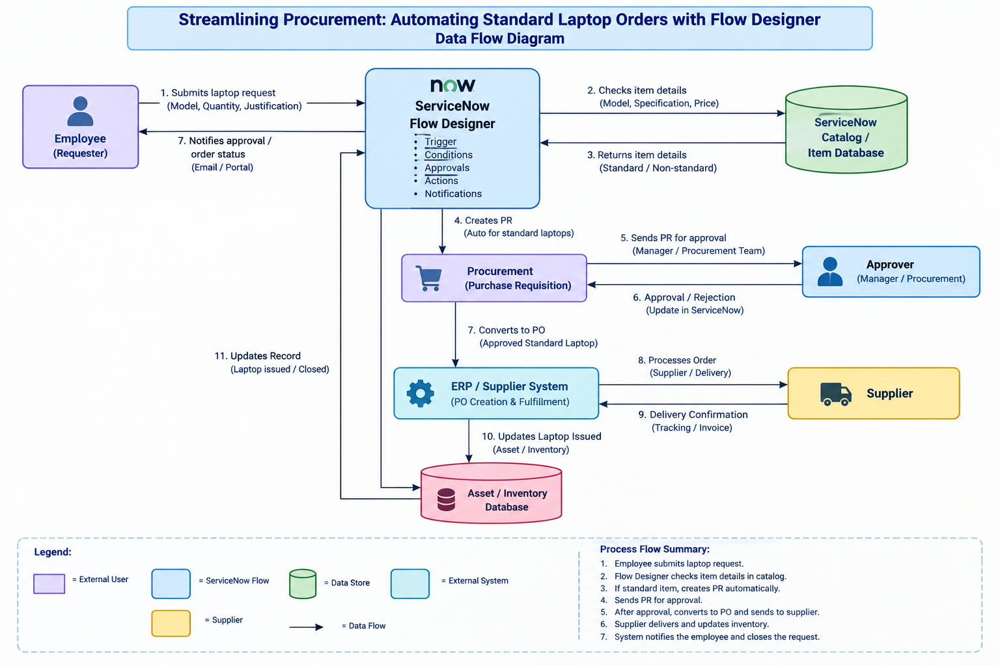 Streamlining Procurement: Automating Standard Laptop Orders with Flow Designer
Data Flow Diagram
Employee
(Requester)
1. Submits laptop request
(Model, Quantity, Justification)
7. Notifies approval /
order status
(Email / Portal)
now
ServiceNow
Flow Designer
• Trigger
• Conditions
• Approvals
• Actions
• Notifications
2. Checks item details
(Model, Specification, Price)
3. Returns item details
(Standard / Non-standard)
ServiceNow
Catalog /
Item Database
4. Creates PR
(Auto for standard laptops)
Procurement
(Purchase Requisition)
5. Sends PR for approval
(Manager / Procurement Team)
6. Approval / Rejection
(Update in ServiceNow)
Approver
(Manager / Procurement)
7. Converts to PO
(Approved Standard Laptop)
11. Updates Record
(Laptop issued / Closed)
ERP / Supplier System
(PO Creation & Fulfillment)
8. Processes Order
(Supplier / Delivery)
9. Delivery Confirmation
(Tracking / Invoice)
Supplier
10. Updates Laptop Issued
(Asset / Inventory)
Asset / Inventory
Database
Legend:
= External User
= ServiceNow Flow
= Data Store
= External System
= Supplier
= Data Flow
Process Flow Summary:
1. Employee submits laptop request.
2. Flow Designer checks item details in catalog.
3. If standard item, creates PR automatically.
4. Sends PR for approval.
5. After approval, converts to PO and sends to supplier.
6. Supplier delivers and updates inventory.
7. System notifies the employee and closes the request.